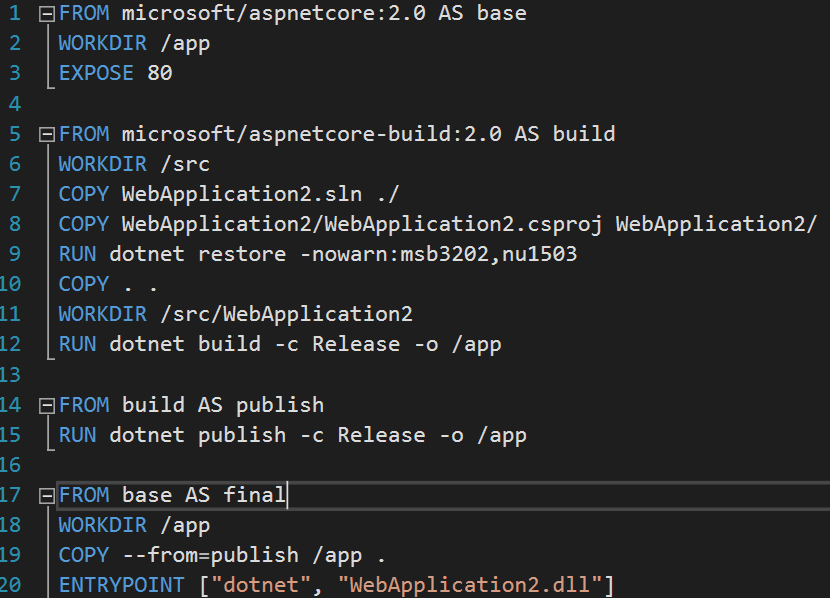 1 FROM microsoft/aspnetcore:2.0 AS base
2 WORKDIR /app
3 EXPOSE 80
4
5 FROM microsoft/aspnetcore-build:2.0 AS build
6 WORKDIR /src
7 COPY WebApplication2.sln ./
8 COPY WebApplication2/WebApplication2.csproj WebApplication2/
9 RUN dotnet restore -nowarn:msb3202,nu1503
10 COPY . .
11 WORKDIR /src/WebApplication2
12 RUN dotnet build -c Release -o /app
13
14 FROM build AS publish
15 RUN dotnet publish -c Release -o /app
16
17 FROM base AS final
18 WORKDIR /app
19 COPY --from=publish /app .
20 ENTRYPOINT ["dotnet", "WebApplication2.dll"]